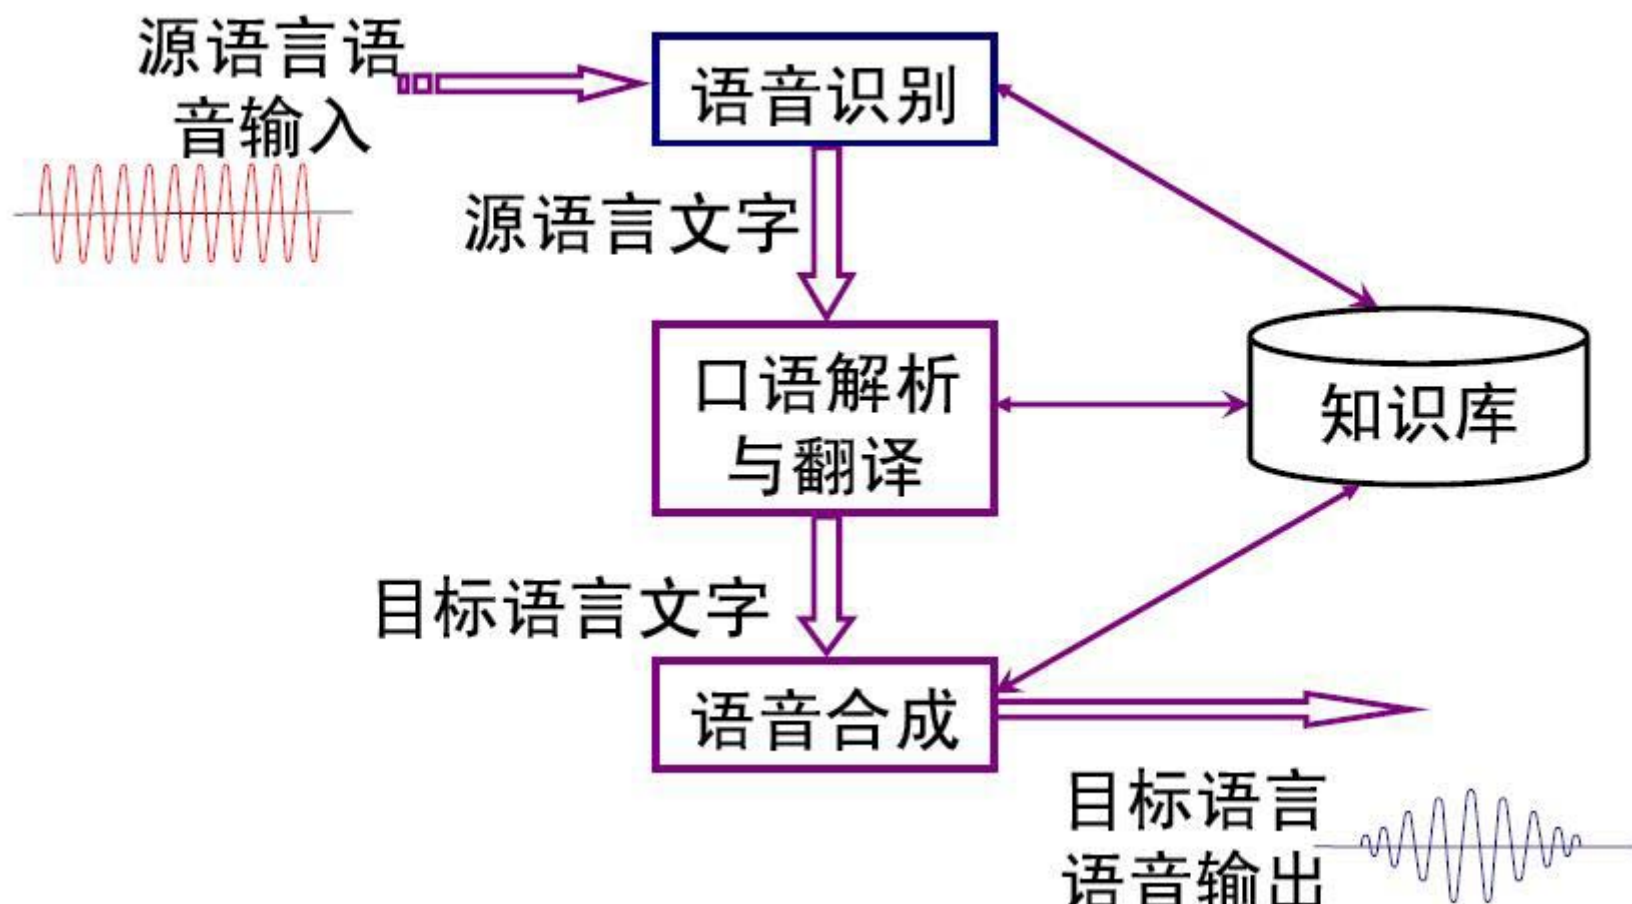 源语言语
音输入
语音识别
源语言文字
口语解析
与翻译
知识库
目标语言文字
语音合成
目标语言
语音输出